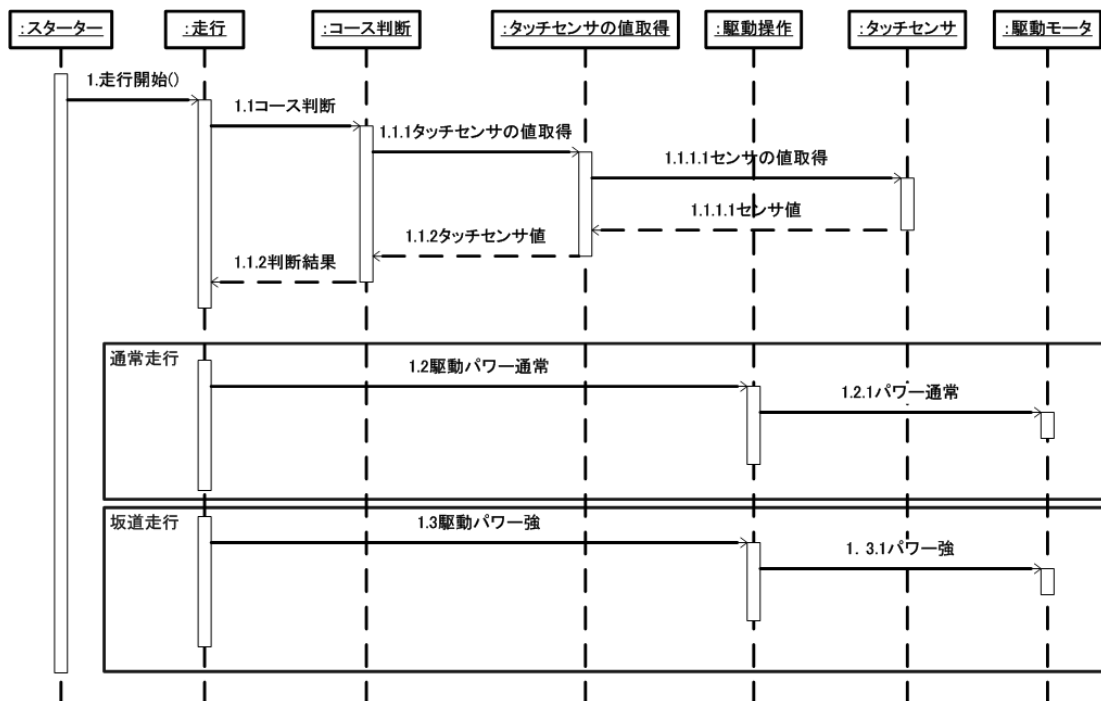 :スターター
:走行
:コース判断
:タッチセンサの値取得
:駆動操作
:タッチセンサ
:駆動モータ
1.走行開始()
1.1コース判断
1.1.1タッチセンサの値取得
1.1.1.1センサの値取得
1.1.1.1センサ値
1.1.2タッチセンサ値
1.1.2判断結果
通常走行
1.2駆動パワー通常
1.2.1パワー通常
坂道走行
1.3駆動パワー強
1．3.1パワー強